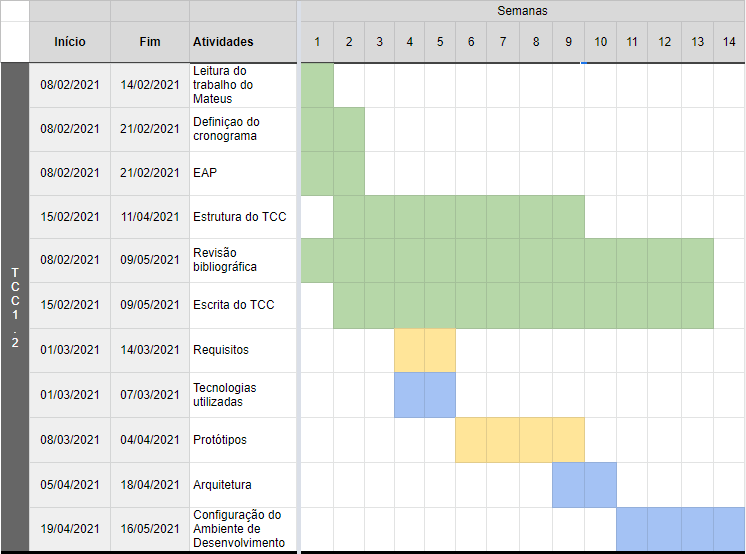 Semanas
Início Fim Atividades 1 2 3 4 5 6 7 8 9 10 11 12 13 14
TCC1.2
08/02/2021 14/02/2021 Leitura do
trabalho do
Mateus
08/02/2021 21/02/2021 Definiçao do
cronograma
08/02/2021 21/02/2021 EAP
15/02/2021 11/04/2021 Estrutura do TCC
08/02/2021 09/05/2021 Revisão
bibliográfica
15/02/2021 09/05/2021 Escrita do TCC
01/03/2021 14/03/2021 Requisitos
01/03/2021 07/03/2021 Tecnologias
utilizadas
08/03/2021 04/04/2021 Protótipos
05/04/2021 18/04/2021 Arquitetura
19/04/2021 16/05/2021 Configuração do
Ambiente de
Desenvolvimento